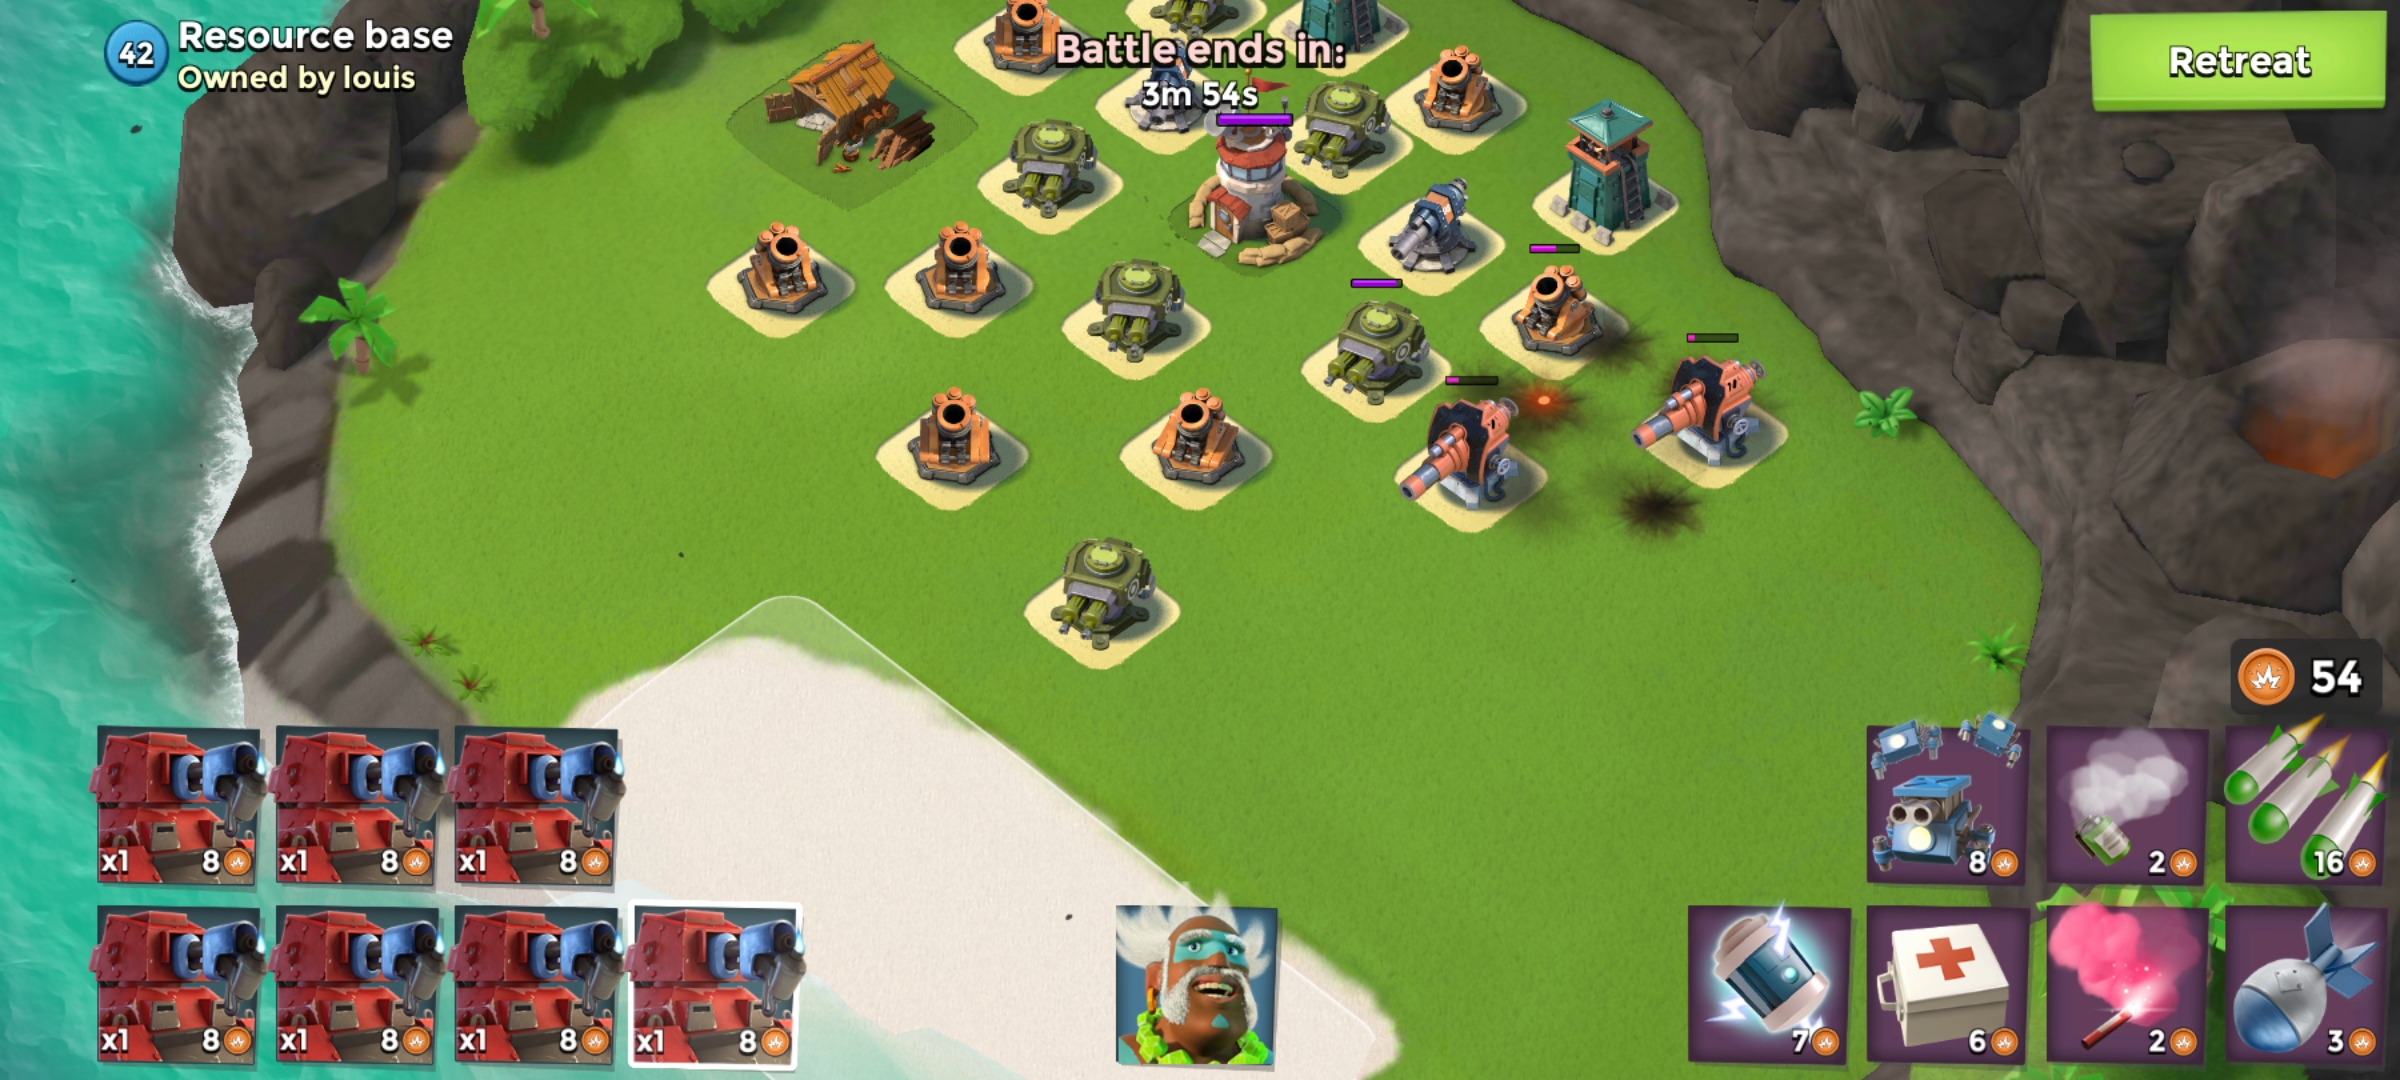 42
Resource base
Owned by louis
Battle ends in:
3m 54s
Retreat
54
x1 8
x1 8
x1 8
8
2
16
x1 8
x1 8
x1 8
x1 8
7
6
2
3